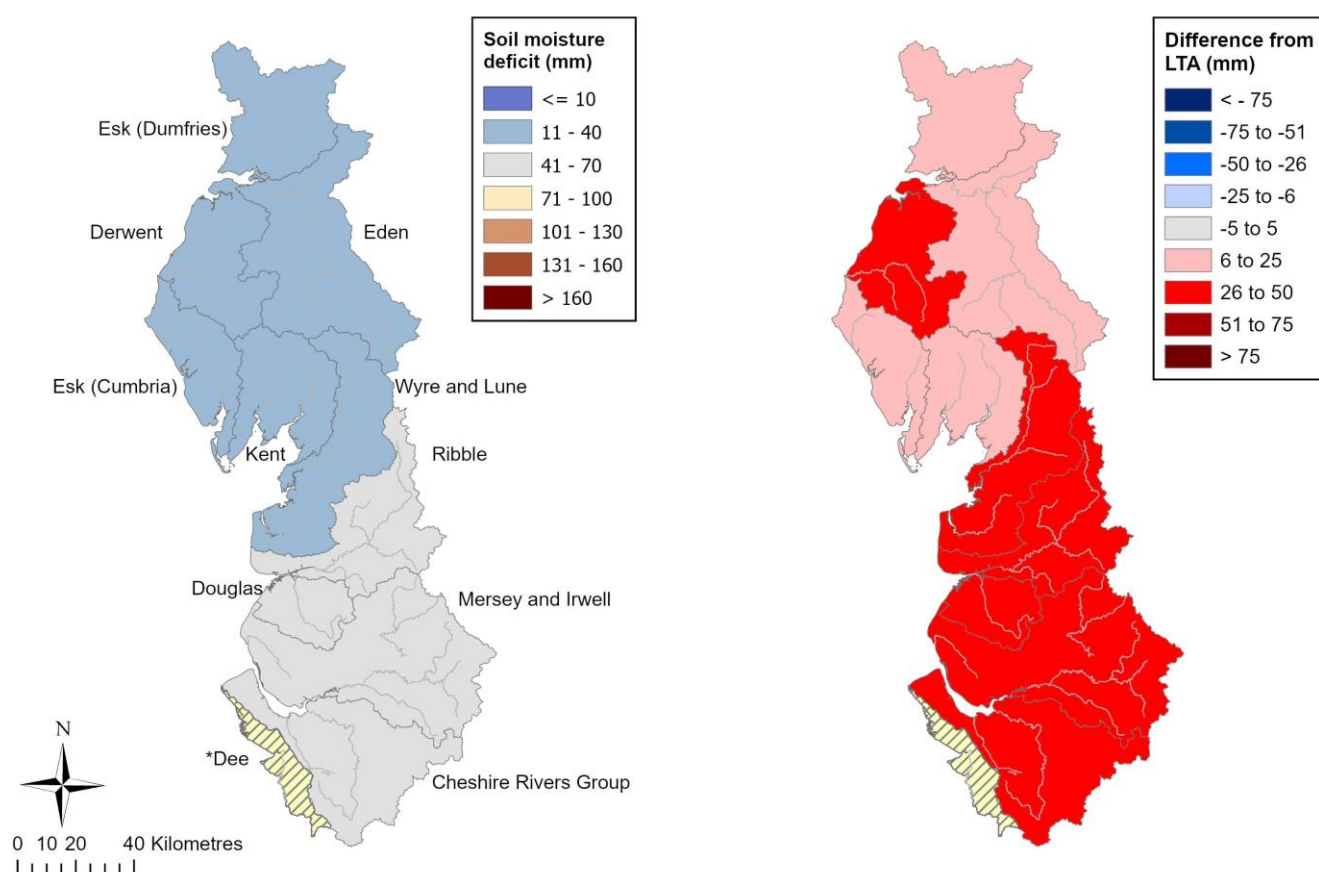 Soil moisture
deficit (mm)
<= 10
11 - 40
41 - 70
71 - 100
101 - 130
131 - 160
> 160
Esk (Dumfries)
Derwent
Eden
Esk (Cumbria)
Wyre and Lune
Kent
Ribble
Douglas
Mersey and Irwell
*Dee
Cheshire Rivers Group
N
0 10 20 40 Kilometres
Difference from
LTA (mm)
< - 75
-75 to -51
-50 to -26
-25 to -6
-5 to 5
6 to 25
26 to 50
51 to 75
> 75